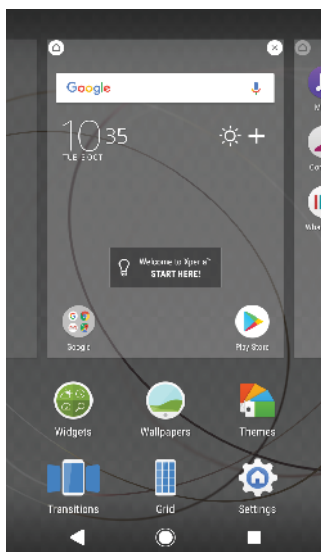 Google
10 35
TUE 3 OCT
Welcome to Xperia™
START HERE!
Google
Play Store
Widgets
Wallpapers
Themes
Transitions
Grid
Settings